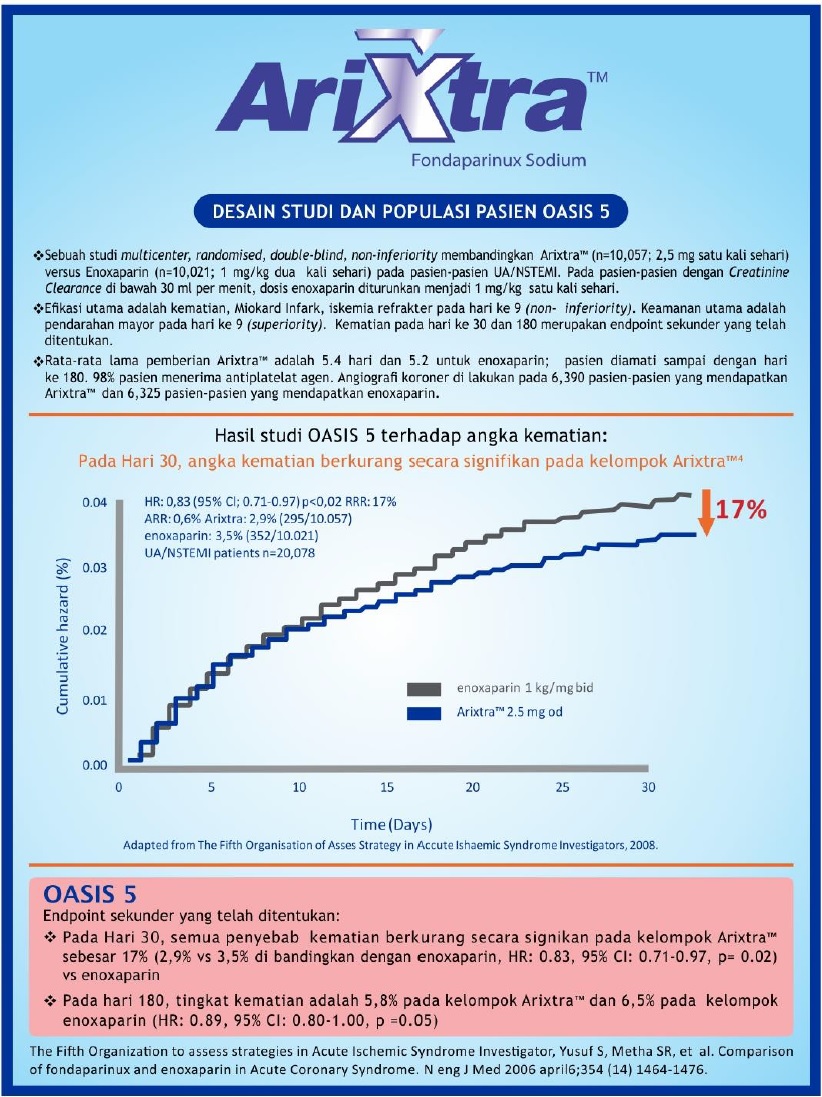 AriXtra™
Fondaparinux Sodium
DESAIN STUDI DAN POPULASI PASIEN OASIS 5
❖Sebuah studi multicenter, randomised, double-blind, non-inferiority membandingkan Arixtra™ (n=10,057; 2,5 mg satu kali sehari)
versus Enoxaparin (n=10,021; 1 mg/kg dua kali sehari) pada pasien-pasien UA/NSTEMI. Pada pasien-pasien dengan Creatinine
Clearance di bawah 30 ml per menit, dosis enoxaparin diturunkan menjadi 1 mg/kg satu kali sehari.
❖Efikasi utama adalah kematian, Miokard Infark, iskemia refrakter pada hari ke 9 (non- inferiority). Keamanan utama adalah
pendarahan mayor pada hari ke 9 (superiority). Kematian pada hari ke 30 dan 180 merupakan endpoint sekunder yang telah
ditentukan.
❖Rata-rata lama pemberian Arixtra™ adalah 5.4 hari dan 5.2 untuk enoxaparin; pasien diamati sampai dengan hari
ke 180. 98% pasien menerima antiplatelat agen. Angiografi koroner di lakukan pada 6,390 pasien-pasien yang mendapatkan
Arixtra™ dan 6,325 pasien-pasien yang mendapatkan enoxaparin.
Hasil studi OASIS 5 terhadap angka kematian:
Pada Hari 30, angka kematian berkurang secara signifikan pada kelompok Arixtra™⁴
HR: 0,83 (95% CI; 0.71-0.97) p<0,02 RRR: 17%
ARR: 0,6% Arixtra: 2,9% (295/10.057)
enoxaparin: 3,5% (352/10.021)
UA/NSTEMI patients n=20,078
17%
Cumulative hazard (%)
0.04
0.03
0.02
0.01
0.00
enoxaparin 1 kg/mg bid
Arixtra™ 2.5 mg od
0 5 10 15 20 25 30
Time (Days)
Adapted from The Fifth Organisation of Asses Strategy in Accute Ishaemic Syndrome Investigators, 2008.
OASIS 5
Endpoint sekunder yang telah ditentukan:
❖ Pada Hari 30, semua penyebab kematian berkurang secara signikan pada kelompok Arixtra™
sebesar 17% (2,9% vs 3,5% di bandingkan dengan enoxaparin, HR: 0.83, 95% CI: 0.71-0.97, p= 0.02)
vs enoxaparin
❖ Pada hari 180, tingkat kematian adalah 5,8% pada kelompok Arixtra™ dan 6,5% pada kelompok
enoxaparin (HR: 0.89, 95% CI: 0.80-1.00, p =0.05)
The Fifth Organization to assess strategies in Acute Ischemic Syndrome Investigator, Yusuf S, Metha SR, et al. Comparison
of fondaparinux and enoxaparin in Acute Coronary Syndrome. N eng J Med 2006 april6;354 (14) 1464-1476.